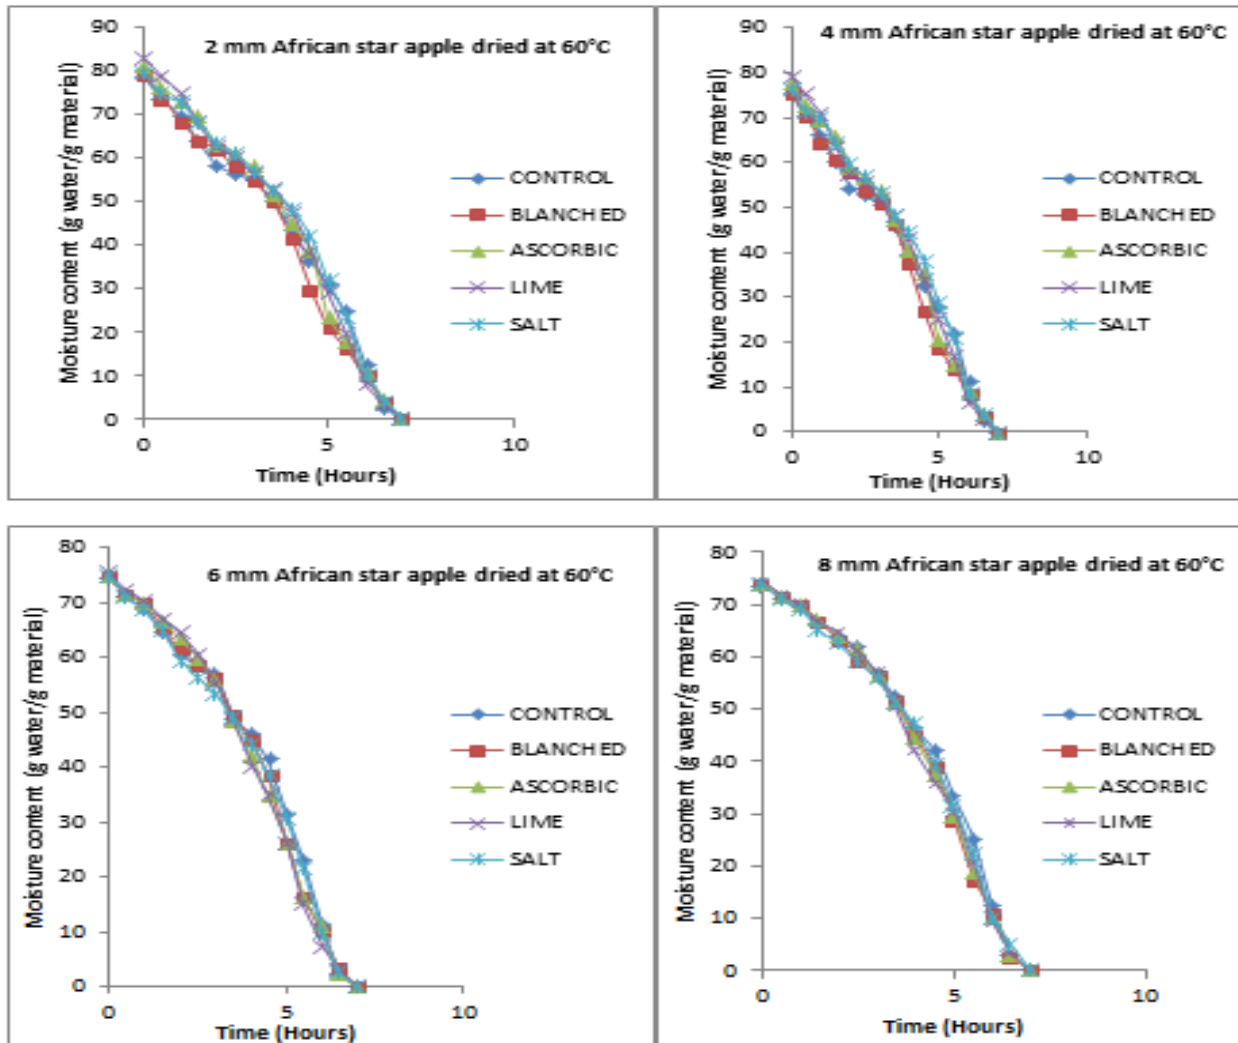 2 mm African star apple dried at 60°C
Moisture content (g water/g material)
90
80
70
60
50
40
30
20
10
0
0 5 10
Time (Hours)
CONTROL
BLANCHED
ASCORBIC
LIME
SALT
4 mm African star apple dried at 60°C
Moisture content (g water/g material)
90
80
70
60
50
40
30
20
10
0
0 5 10
Time (Hours)
CONTROL
BLANCHED
ASCORBIC
LIME
SALT
6 mm African star apple dried at 60°C
Moisture content (g water/g material)
80
70
60
50
40
30
20
10
0
0 5 10
Time (Hours)
CONTROL
BLANCHED
ASCORBIC
LIME
SALT
8 mm African star apple dried at 60°C
Moisture content (g water/g material)
80
70
60
50
40
30
20
10
0
0 5 10
Time (Hours)
CONTROL
BLANCHED
ASCORBIC
LIME
SALT